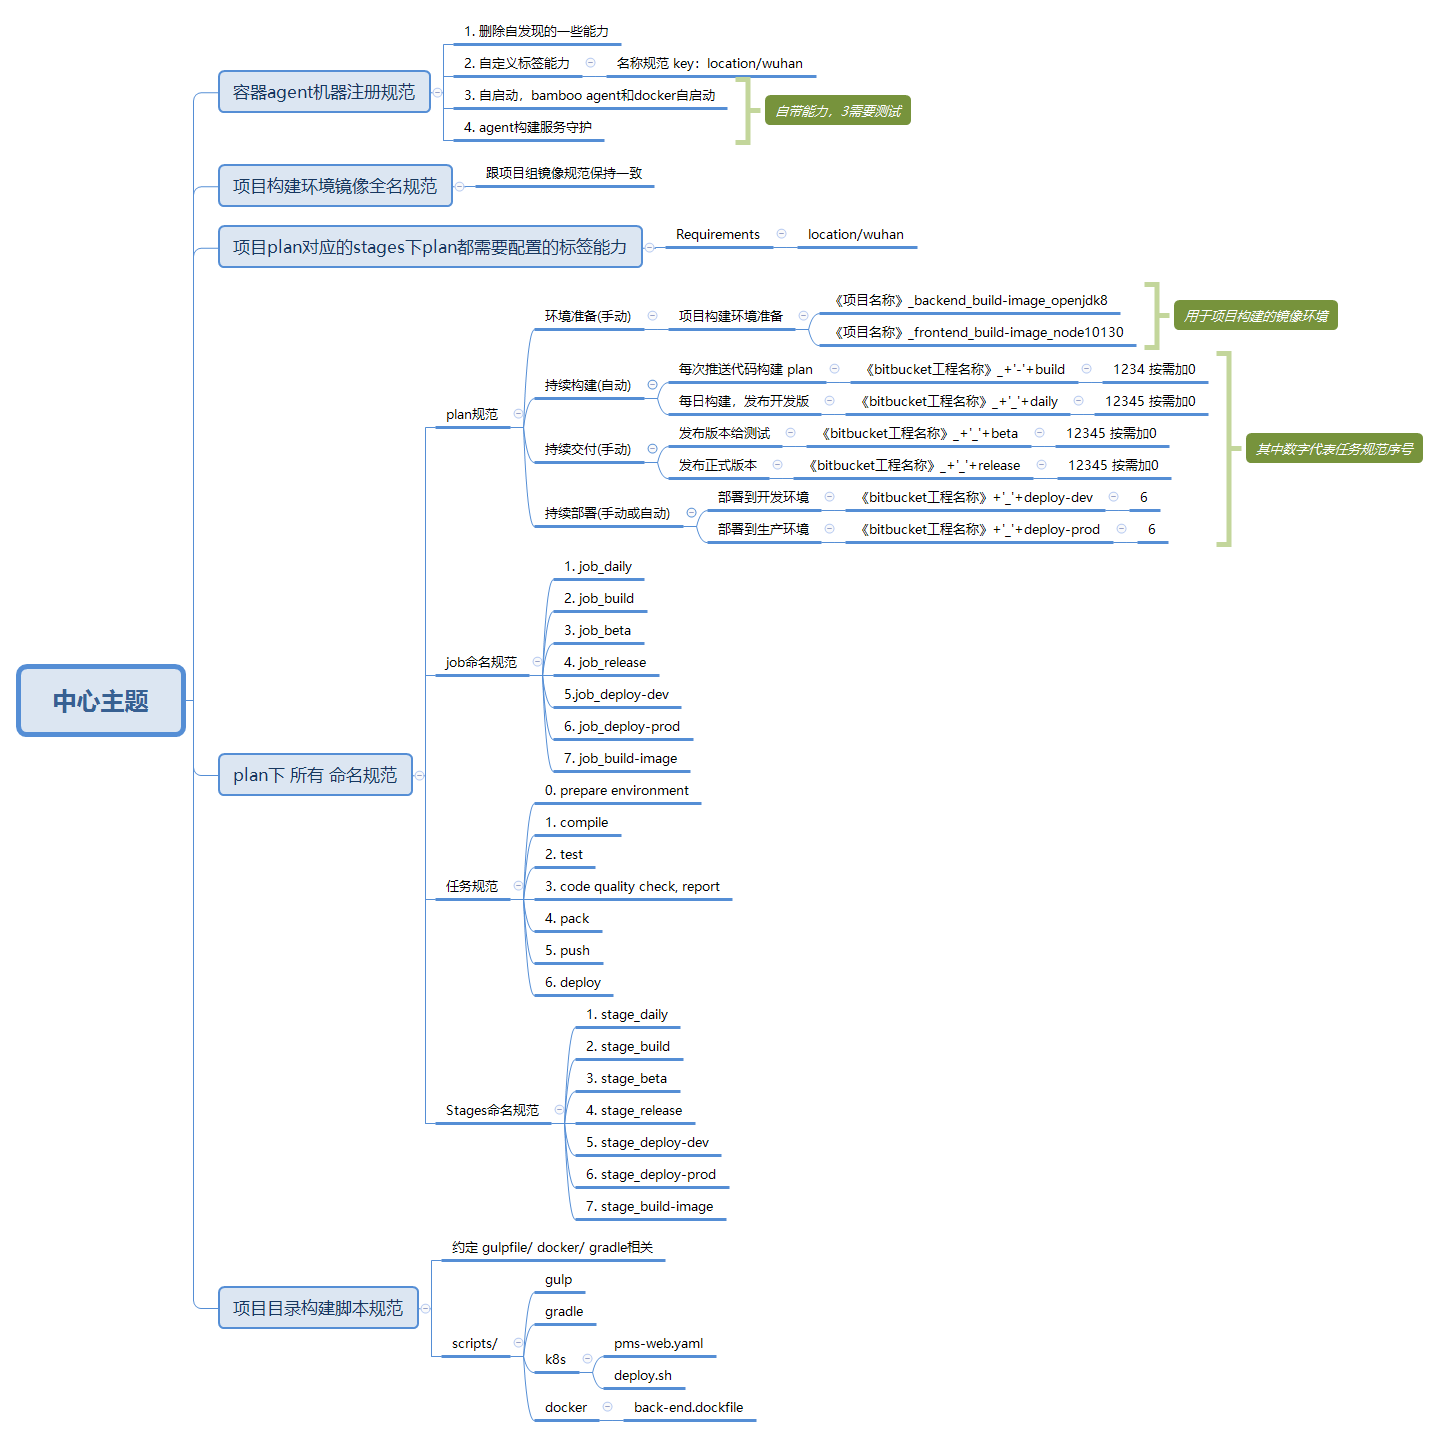 中心主题
容器agent机器注册规范
1. 删除自发现的一些能力
2. 自定义标签能力
名称规范 key：location/wuhan
3. 自启动，bamboo agent和docker自启动
4. agent构建服务守护
自带能力，3需要测试
项目构建环境镜像全名规范
跟项目组镜像规范保持一致
项目plan对应的stages下plan都需要配置的标签能力
Requirements
location/wuhan
plan下 所有 命名规范
plan规范
环境准备(手动)
项目构建环境准备
《项目名称》_backend_build-image_openjdk8
《项目名称》_frontend_build-image_node10130
用于项目构建的镜像环境
持续构建(自动)
每次推送代码构建 plan
《bitbucket工程名称》_+'-'+build
1234 按需加0
每日构建，发布开发版
《bitbucket工程名称》_+'_'+daily
12345 按需加0
持续交付(手动)
发布版本给测试
《bitbucket工程名称》_+'_'+beta
12345 按需加0
发布正式版本
《bitbucket工程名称》_+'_'+release
12345 按需加0
持续部署(手动或自动)
部署到开发环境
《bitbucket工程名称》+'_'+deploy-dev
6
部署到生产环境
《bitbucket工程名称》+'_'+deploy-prod
6
其中数字代表任务规范序号
job命名规范
1. job_daily
2. job_build
3. job_beta
4. job_release
5.job_deploy-dev
6. job_deploy-prod
7. job_build-image
任务规范
0. prepare environment
1. compile
2. test
3. code quality check, report
4. pack
5. push
6. deploy
Stages命名规范
1. stage_daily
2. stage_build
3. stage_beta
4. stage_release
5. stage_deploy-dev
6. stage_deploy-prod
7. stage_build-image
项目目录构建脚本规范
约定 gulpfile/ docker/ gradle相关
scripts/
gulp
gradle
k8s
pms-web.yaml
deploy.sh
docker
back-end.dockfile